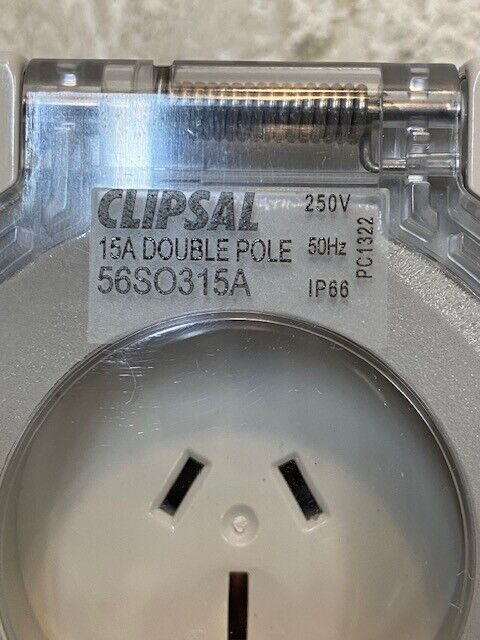 CLIPSAL 250V
15A DOUBLE POLE 50Hz
56SO315A IP66
PC1322